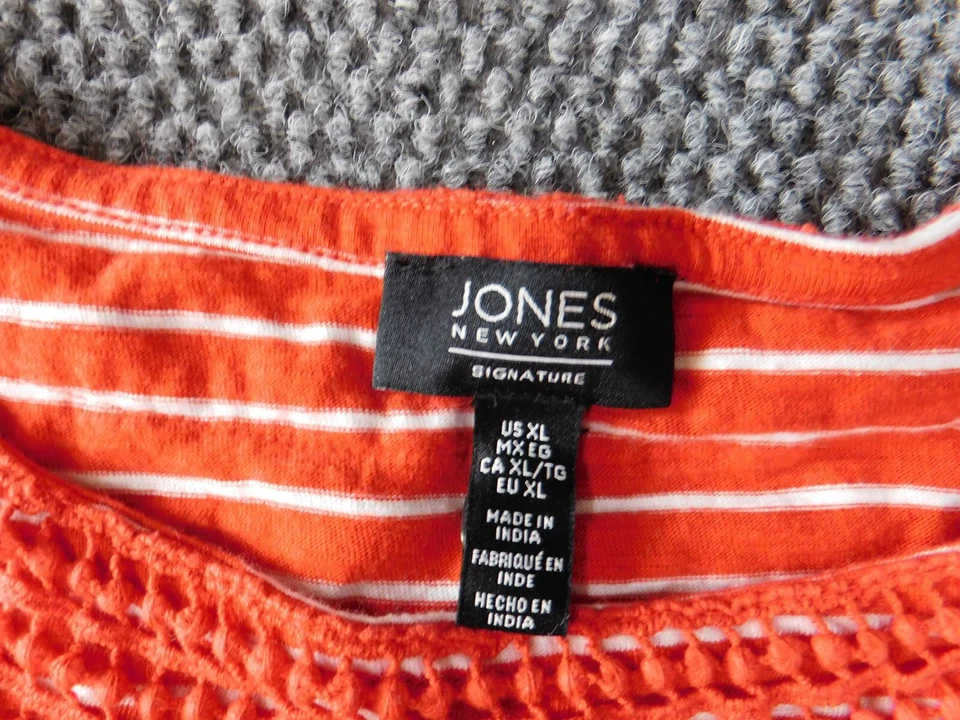 JONES
NEW YORK
SIGNATURE
US XL
MX EG
CA XL/TG
EU XL
MADE IN
INDIA
FABRIQUÉ EN
INDE
HECHO EN
INDIA